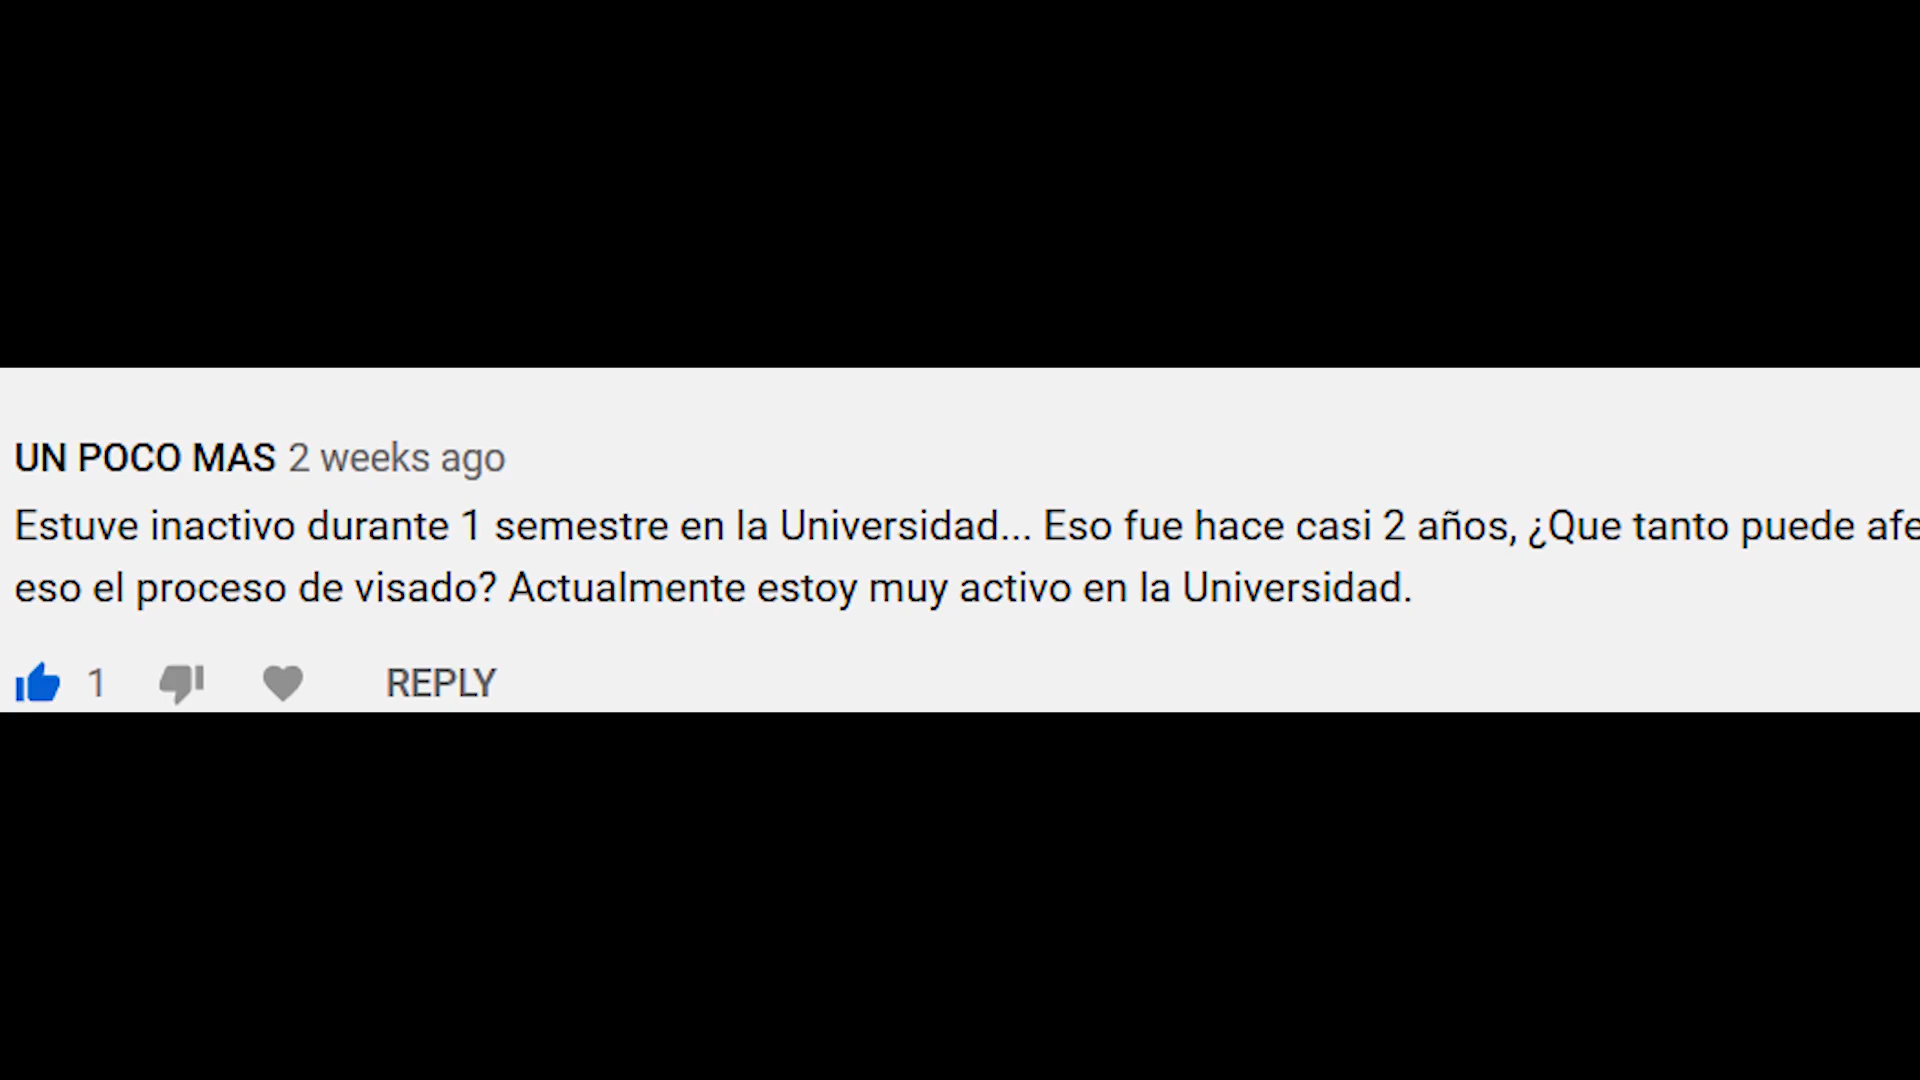 UN POCO MAS 2 weeks ago
Estuve inactivo durante 1 semestre en la Universidad... Eso fue hace casi 2 años, ¿Que tanto puede
eso el proceso de visado? Actualmente estoy muy activo en la Universidad.
1 REPLY